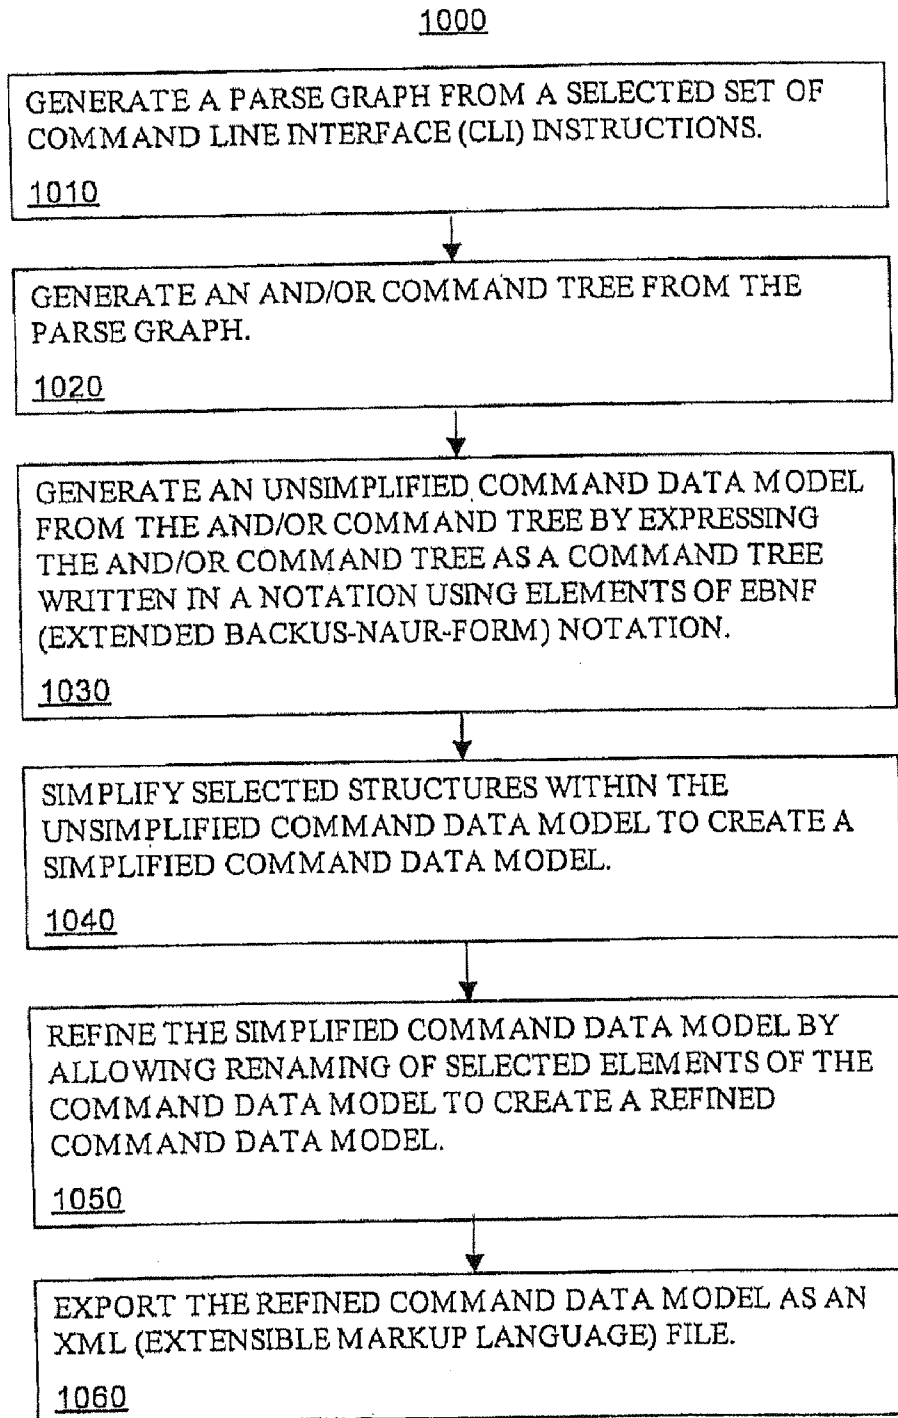 1000
GENERATE A PARSE GRAPH FROM A SELECTED SET OF
COMMAND LINE INTERFACE (CLI) INSTRUCTIONS.
1010
GENERATE AN AND/OR COMMAND TREE FROM THE
PARSE GRAPH.
1020
GENERATE AN UNSIMPLIFIED COMMAND DATA MODEL
FROM THE AND/OR COMMAND TREE BY EXPRESSING
THE AND/OR COMMAND TREE AS A COMMAND TREE
WRITTEN IN A NOTATION USING ELEMENTS OF EBNF
(EXTENDED BACKUS-NAUR-FORM) NOTATION.
1030
SIMPLIFY SELECTED STRUCTURES WITHIN THE
UNSIMPLIFIED COMMAND DATA MODEL TO CREATE A
SIMPLIFIED COMMAND DATA MODEL.
1040
REFINE THE SIMPLIFIED COMMAND DATA MODEL BY
ALLOWING RENAMING OF SELECTED ELEMENTS OF THE
COMMAND DATA MODEL TO CREATE A REFINED
COMMAND DATA MODEL.
1050
EXPORT THE REFINED COMMAND DATA MODEL AS AN
XML (EXTENSIBLE MARKUP LANGUAGE) FILE.
1060